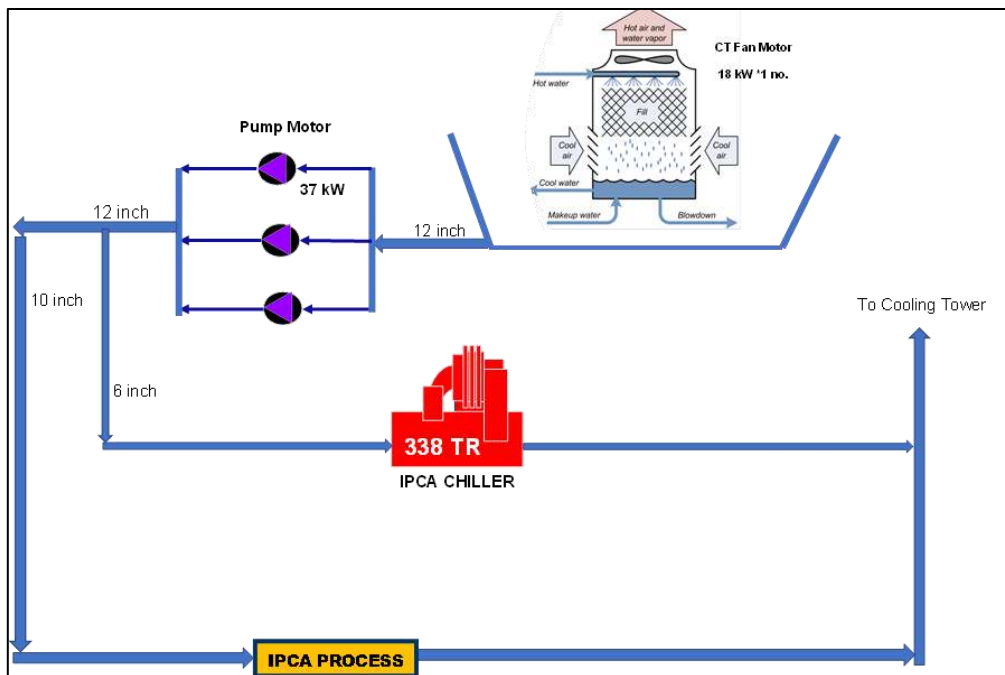 Hot air and
water vapor
CT Fan Motor
18 kW *1 no.
Hot water
Fill
Pump Motor
Cool
air
Cool
air
37 kW
Cool water
12 inch
12 inch
Makeup water
Blowdown
10 inch
To Cooling Tower
6 inch
338 TR
IPCA CHILLER
IPCA PROCESS